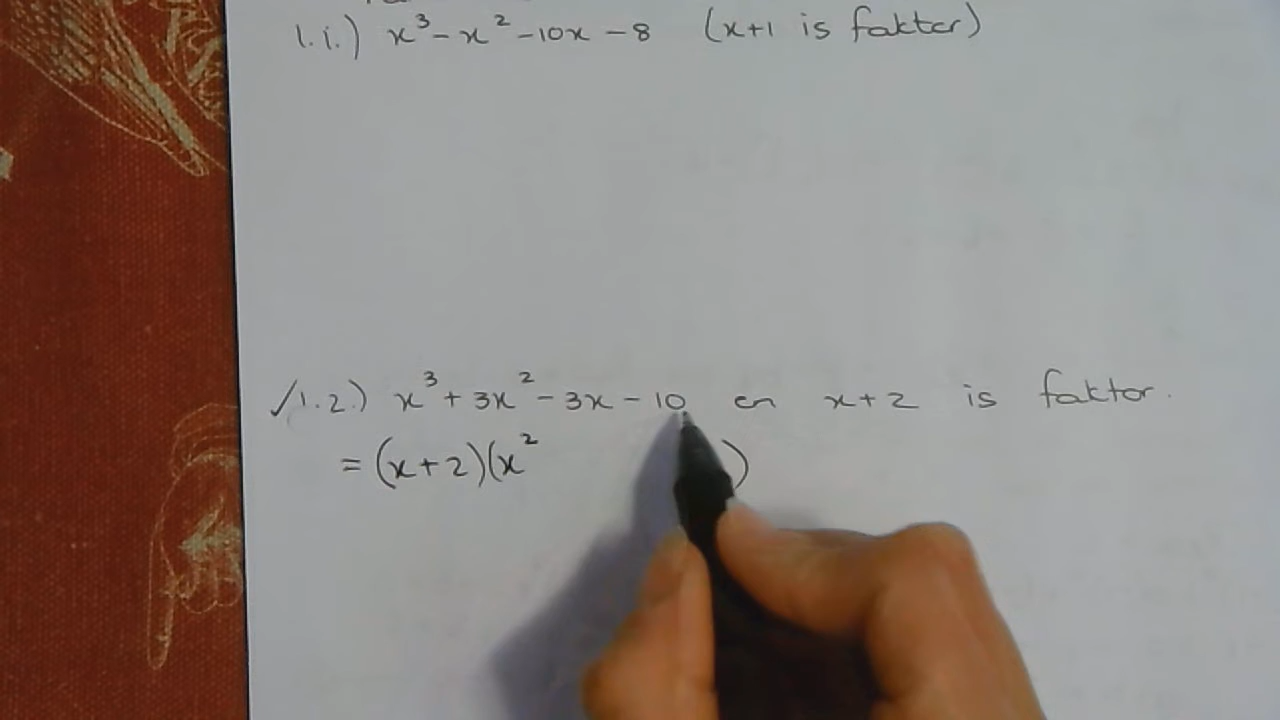 1.1.) x³ - x² - 10x - 8 (x+1 is faktor)
✓1.2.) x³ + 3x² - 3x - 10 en x+2 is faktor.
= (x+2)(x² )